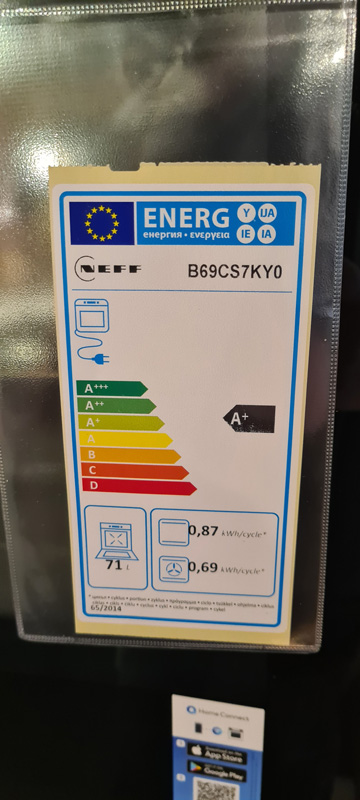 ENERG
Y IJA
IE IA
енергия • ενεργεια
NEFF
B69CS7KY0
A+++
A++
A+
A
B
C
D
A+
71 L
0,87 kWh/cycle*
0,69 kWh/cycle*
65/2014
Home Connect
App Store
Google Play